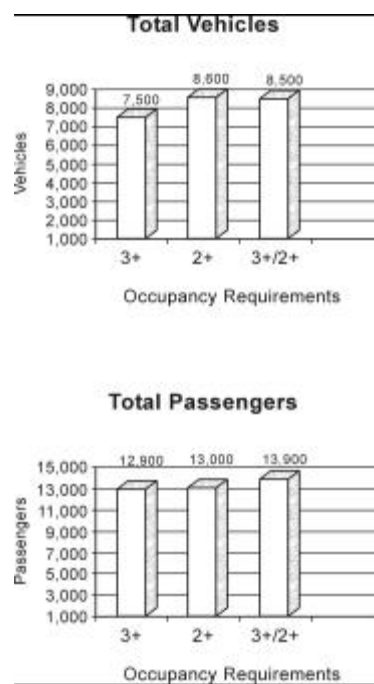 Total Vehicles
8,600
8,500
7,500
9,000
8,000
7,000
6,000
5,000
4,000
3,000
2,000
1,000
Vehicles
3+ 2+ 3+/2+
Occupancy Requirements
Total Passengers
12,900 13,000 13,900
15,000
13,000
11,000
9,000
7,000
5,000
3,000
1,000
Passengers
3+ 2+ 3+/2+
Occupancy Requirements